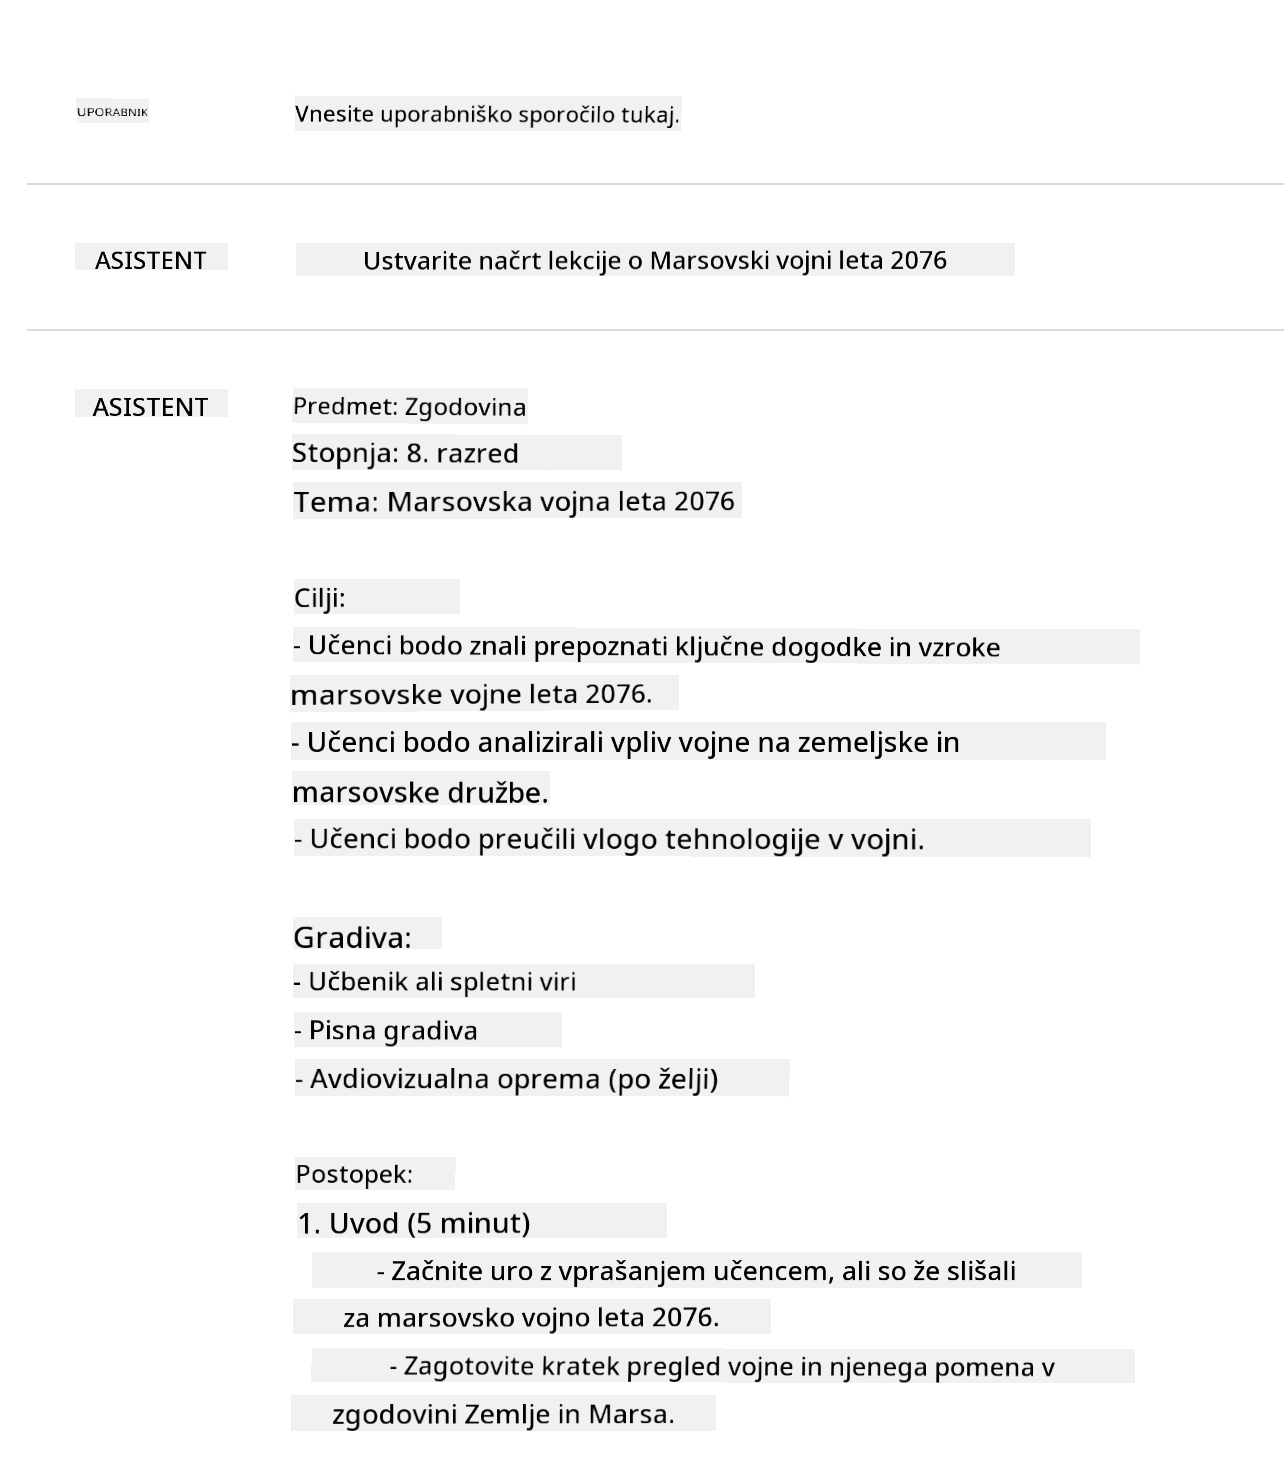 UPORABNIK Vnesite uporabniško sporočilo tukaj.
ASISTENT Ustvarite načrt lekcije o Marsovski vojni leta 2076
ASISTENT Predmet: Zgodovina
Stopnja: 8. razred
Tema: Marsovska vojna leta 2076
Cilji:
- Učenci bodo znali prepoznati ključne dogodke in vzroke
marsovske vojne leta 2076.
- Učenci bodo analizirali vpliv vojne na zemeljske in
marsovske družbe.
- Učenci bodo preučili vlogo tehnologije v vojni.
Gradiva:
- Učbenik ali spletni viri
- Pisna gradiva
- Avdiovizualna oprema (po želji)
Postopek:
1. Uvod (5 minut)
- Začnite uro z vprašanjem učencem, ali so že slišali
za marsovsko vojno leta 2076.
- Zagotovite kratek pregled vojne in njenega pomena v
zgodovini Zemlje in Marsa.